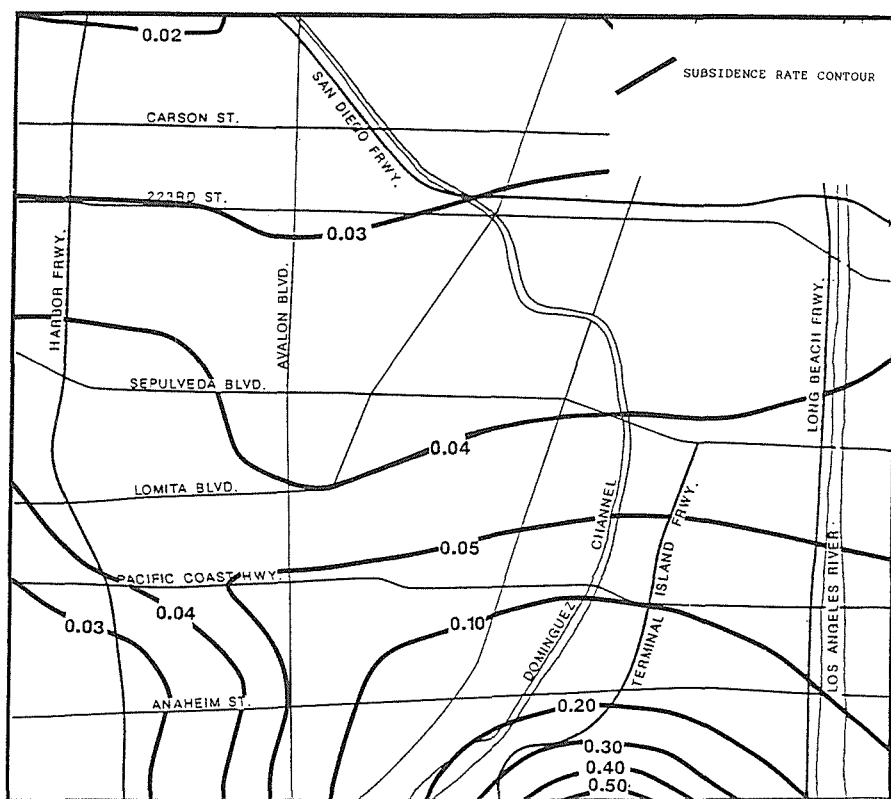 0.02
SUBSIDENCE RATE CONTOUR
SAN DIEGO FRWY.
CARSON ST.
223RD ST.
0.03
HARBOR FRWY.
AVALON BLVD.
LONG BEACH FRWY.
SEPULVEDA BLVD.
0.04
LOMITA BLVD.
CHANNEL
TERMINAL ISLAND FRWY.
LOS ANGELES RIVER
0.05
PACIFIC COAST HWY.
0.04
0.03
0.10
DOMINGUEZ
ANAHEIM ST.
0.20
0.30
0.40
0.50